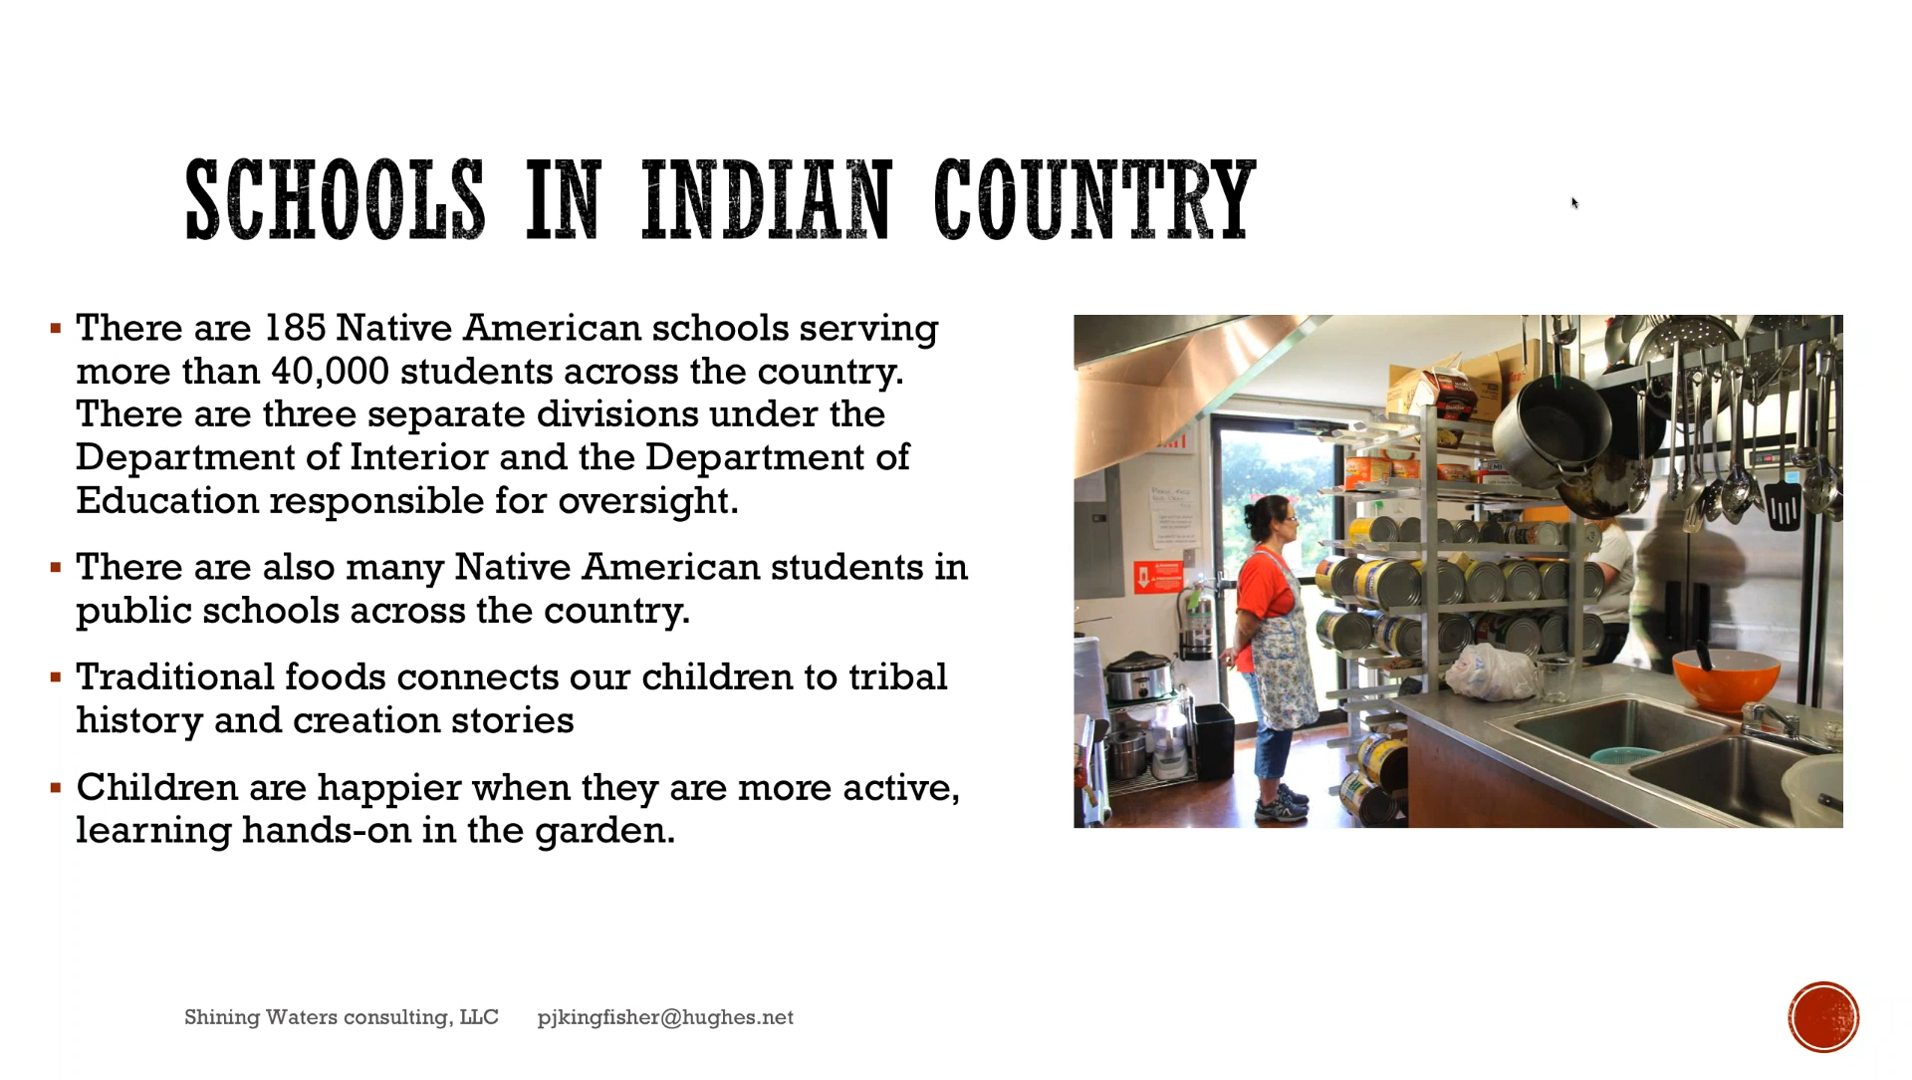 SCHOOLS IN INDIAN COUNTRY
There are 185 Native American schools serving
more than 40,000 students across the country.
There are three separate divisions under the
Department of Interior and the Department of
Education responsible for oversight.
There are also many Native American students in
public schools across the country.
Traditional foods connects our children to tribal
history and creation stories
Children are happier when they are more active,
learning hands-on in the garden.
Shining Waters consulting, LLC pjkingfisher@hughes.net